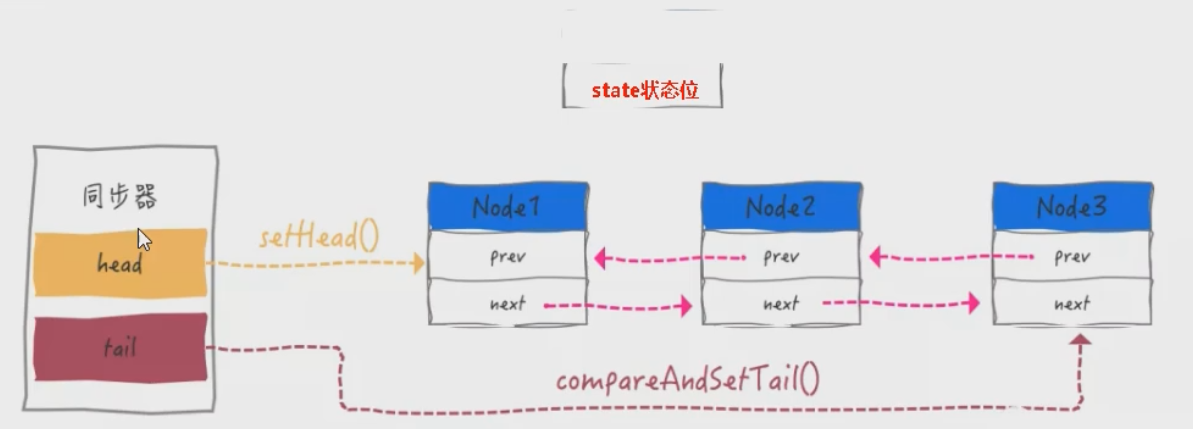 state状态位
同步器
head
tail
setHead()
Node1
prev
next
Node2
prev
next
Node3
prev
next
compareAndSetTail()